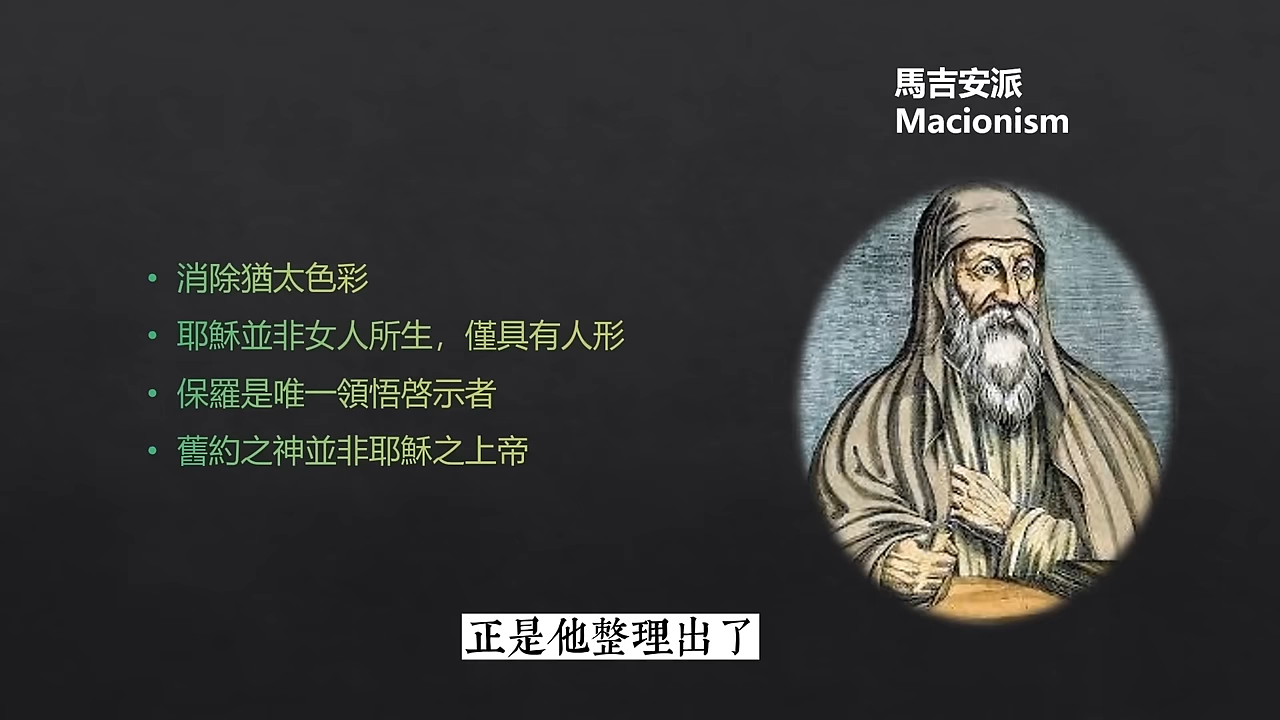 馬吉安派
Macionism
• 消除猶太色彩
• 耶穌並非女人所生，僅具有人形
• 保羅是唯一領悟啓示者
• 舊約之神並非耶穌之上帝
正是他整理出了